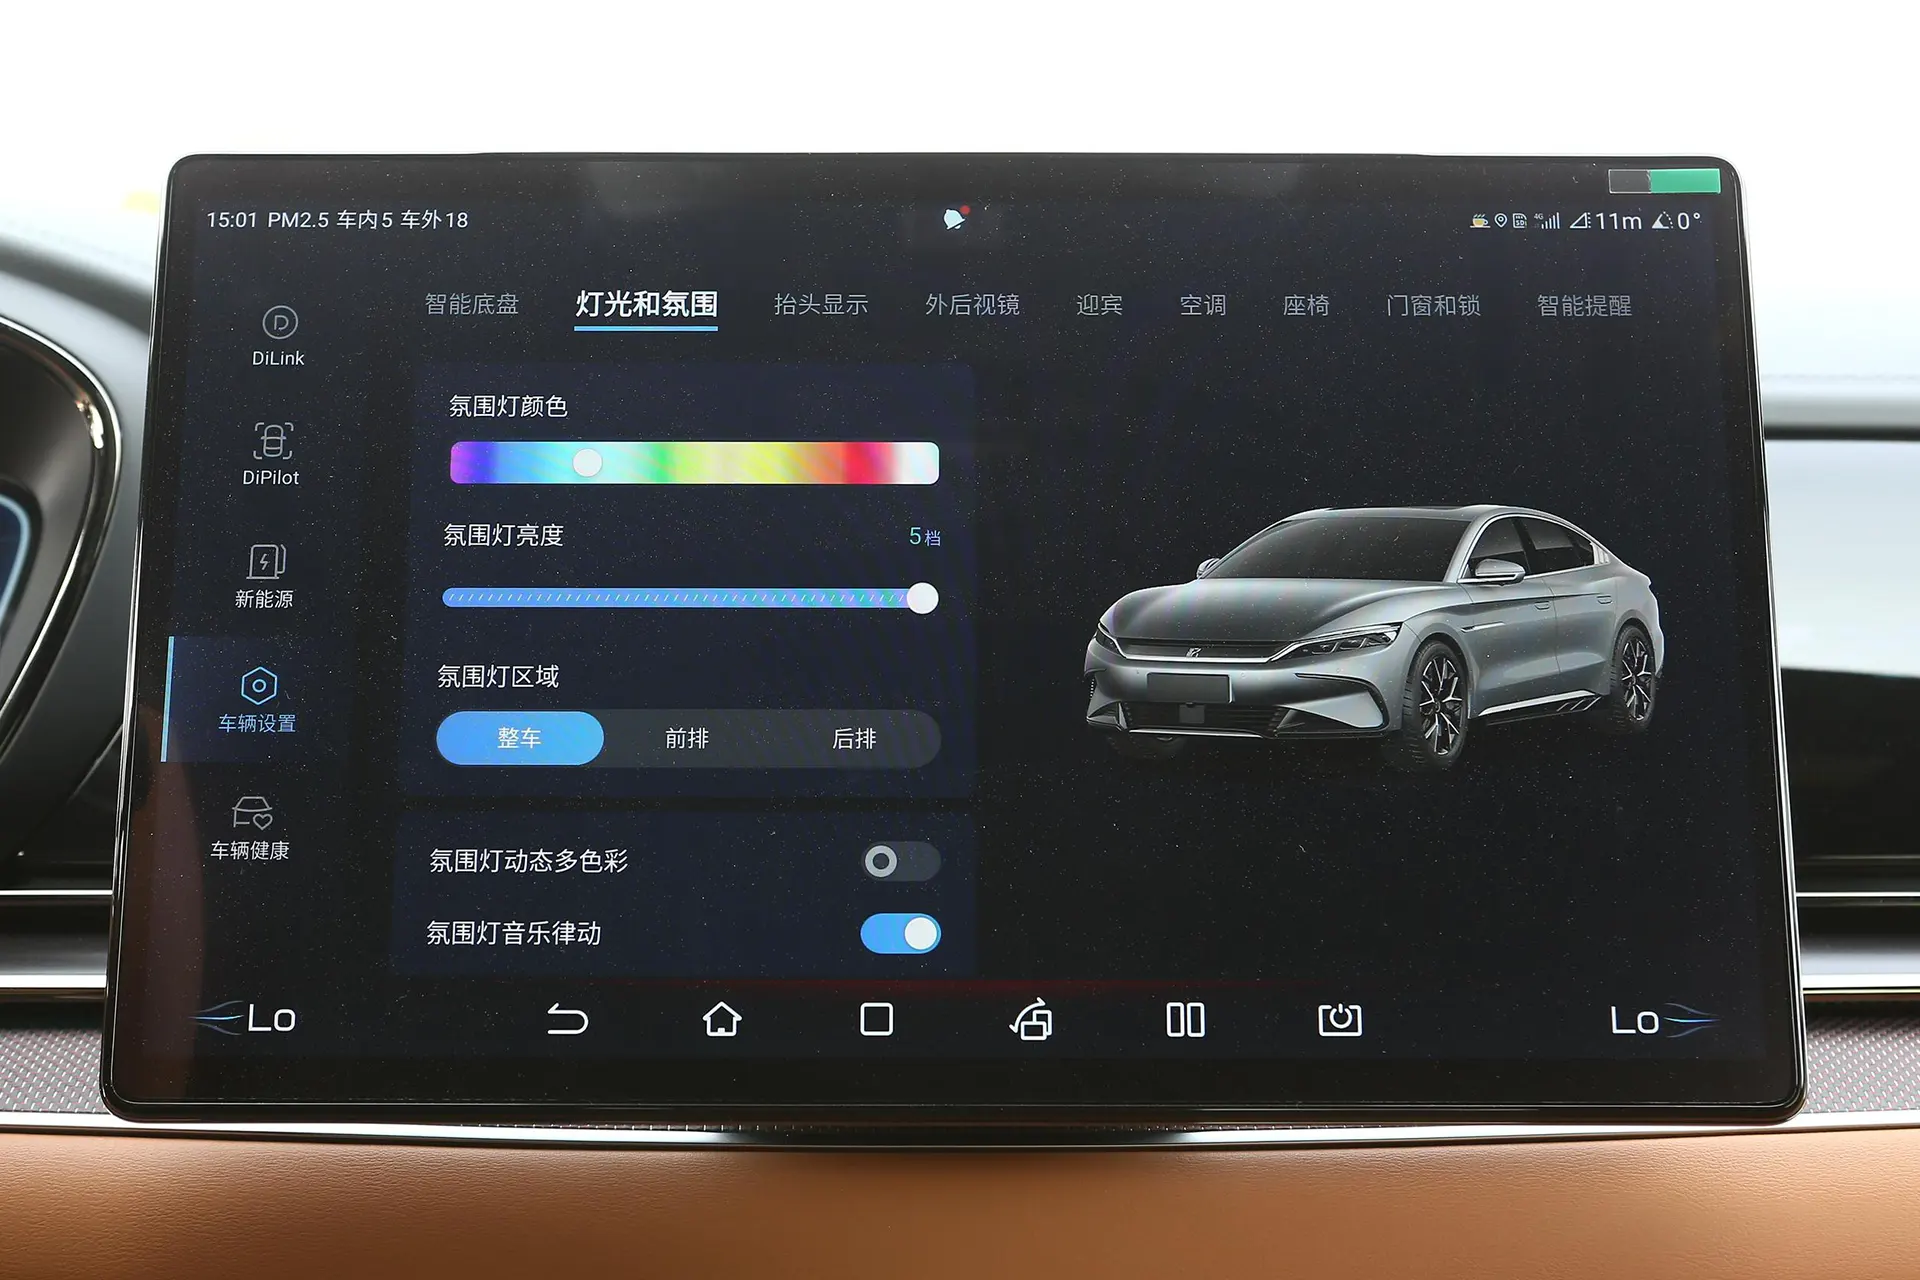 15:01 PM2.5 车内5 车外18
4G 11m 0°
智能底盘 灯光和氛围 抬头显示 外后视镜 迎宾 空调 座椅 门窗和锁 智能提醒
DiLink
DiPilot
新能源
车辆设置
车辆健康
氛围灯颜色
氛围灯亮度 5档
氛围灯区域
整车 前排 后排
氛围灯动态多色彩
氛围灯音乐律动
Lo Lo